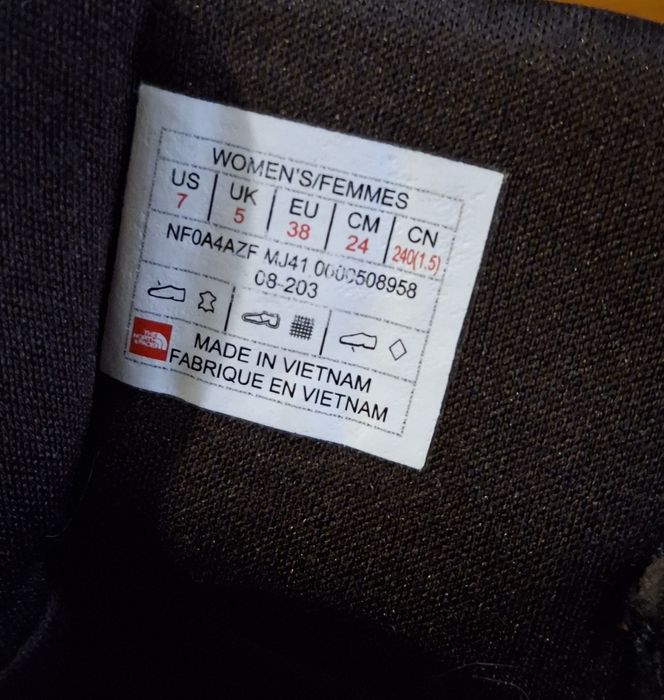 WOMEN'S/FEMMES
US UK EU CM CN
7 5 38 24 240(1.5)
NF0A4AZF MJ41 0000508958
08-203
THE NORTH FACE
MADE IN VIETNAM
FABRIQUE EN VIETNAM